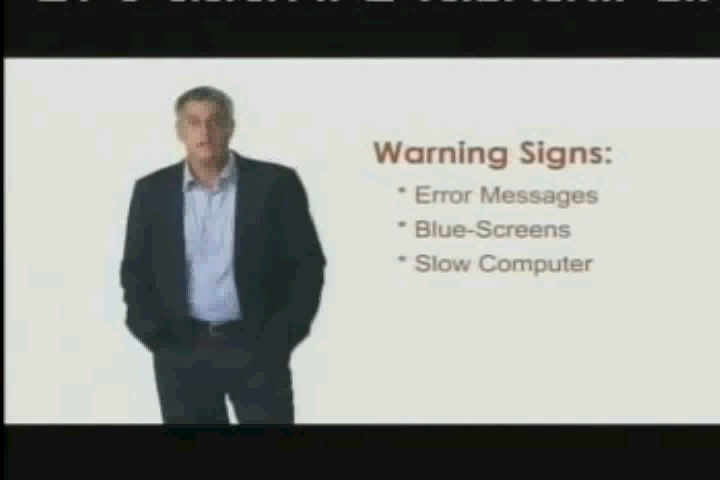 Warning Signs:
* Error Messages
* Blue-Screens
* Slow Computer